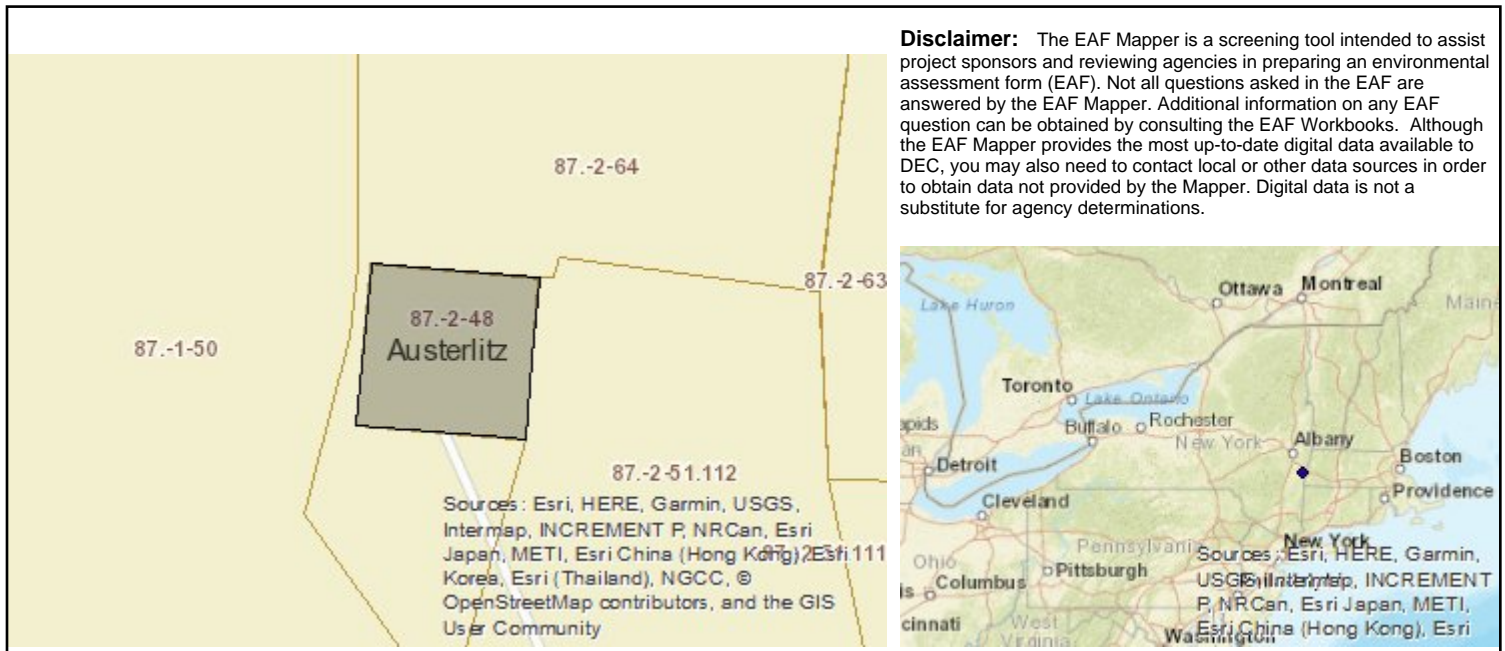 Disclaimer: The EAF Mapper is a screening tool intended to assist
project sponsors and reviewing agencies in preparing an environmental
assessment form (EAF). Not all questions asked in the EAF are
answered by the EAF Mapper. Additional information on any EAF
question can be obtained by consulting the EAF Workbooks. Although
the EAF Mapper provides the most up-to-date digital data available to
DEC, you may also need to contact local or other data sources in order
to obtain data not provided by the Mapper. Digital data is not a
substitute for agency determinations.
87.-2-64
87.-2-63
87.-2-48
Austerlitz
87.-1-50
87.-2-51.112
Sources: Esri, HERE, Garmin, USGS,
Intermap, INCREMENT P, NRCan, Esri
Japan, METI, Esri China (Hong Kong), Esri
Korea, Esri (Thailand), NGCC, ©
OpenStreetMap contributors, and the GIS
User Community
Ottawa
Montreal
Lake Huron
Maine
Toronto
Lake Ontario
apids
Buffalo
Rochester
New York
Albany
an
Detroit
Boston
Providence
Cleveland
New York
Pennsylvania
Sources: Esri, HERE, Garmin,
Ohio
Pittsburgh
USGS, Intermap, INCREMENT
is
Columbus
P, NRCan, Esri Japan, METI,
cinnati
West
Virginia
Washington
Esri China (Hong Kong), Esri